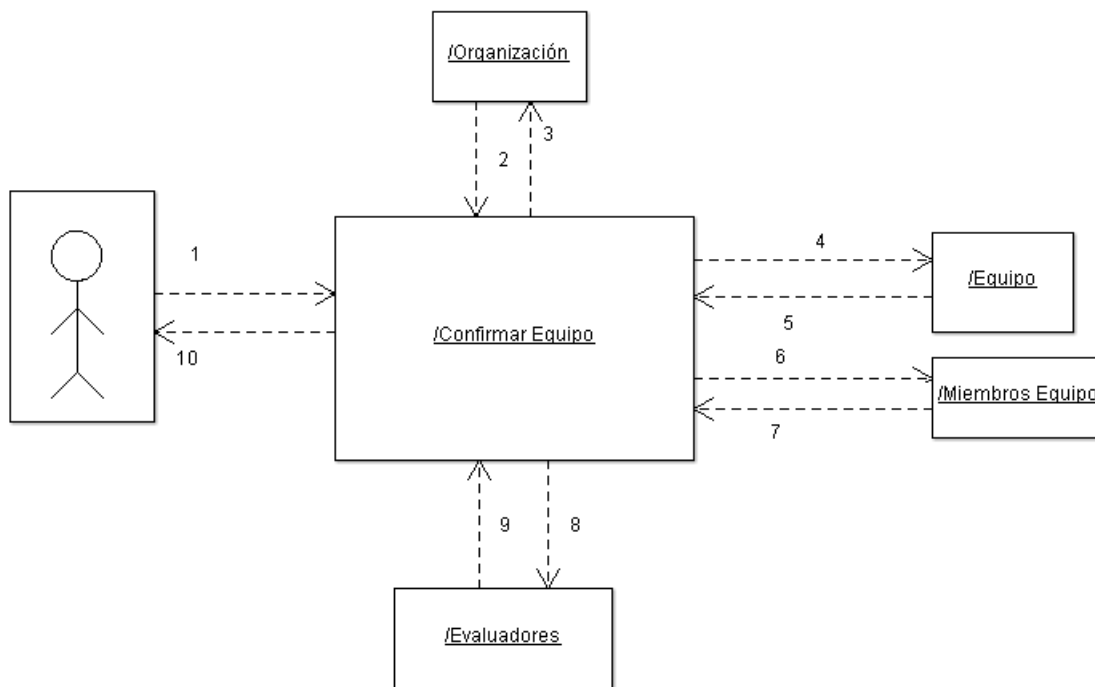 /Organización
2
3
1
4
/Equipo
5
/Confirmar Equipo
10
6
/Miembros Equipo
7
9
8
/Evaluadores